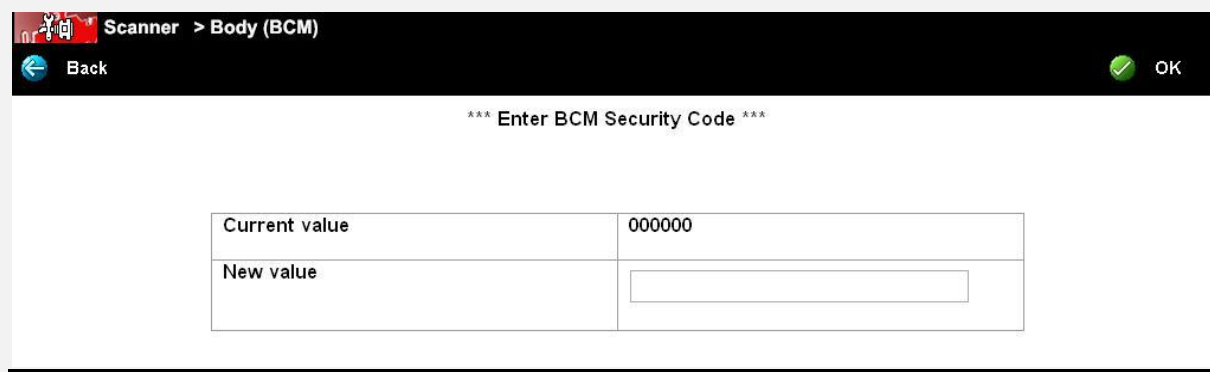 Scanner > Body (BCM)
Back
OK
*** Enter BCM Security Code ***
Current value 000000
New value